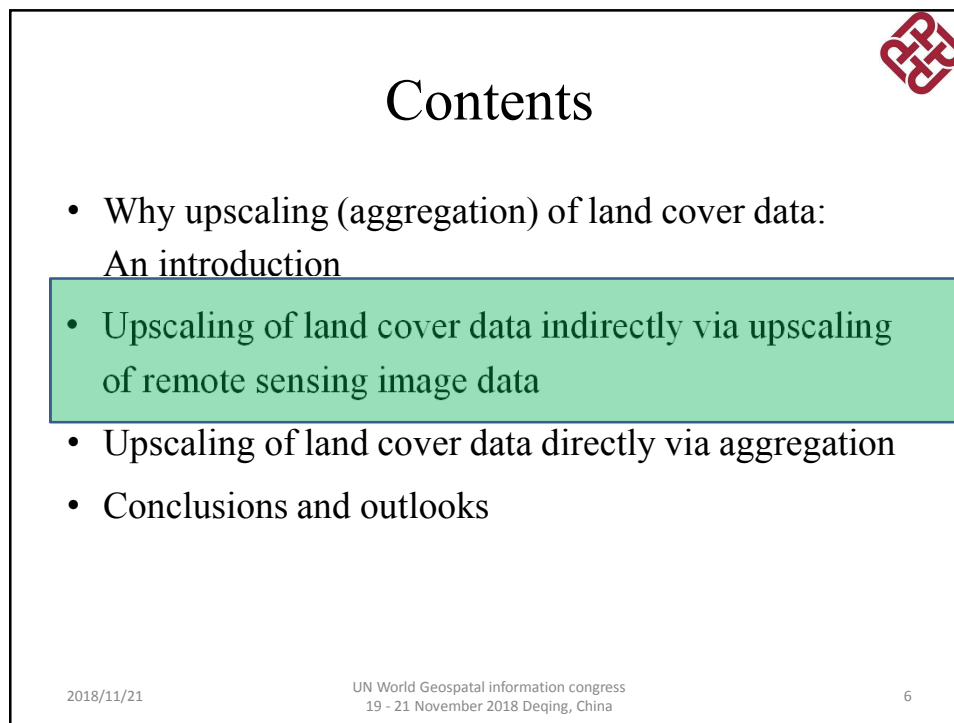 Contents
• Why upscaling (aggregation) of land cover data:
An introduction
• Upscaling of land cover data indirectly via upscaling
of remote sensing image data
• Upscaling of land cover data directly via aggregation
• Conclusions and outlooks
2018/11/21
UN World Geospatal information congress
19 - 21 November 2018 Deqing, China
6